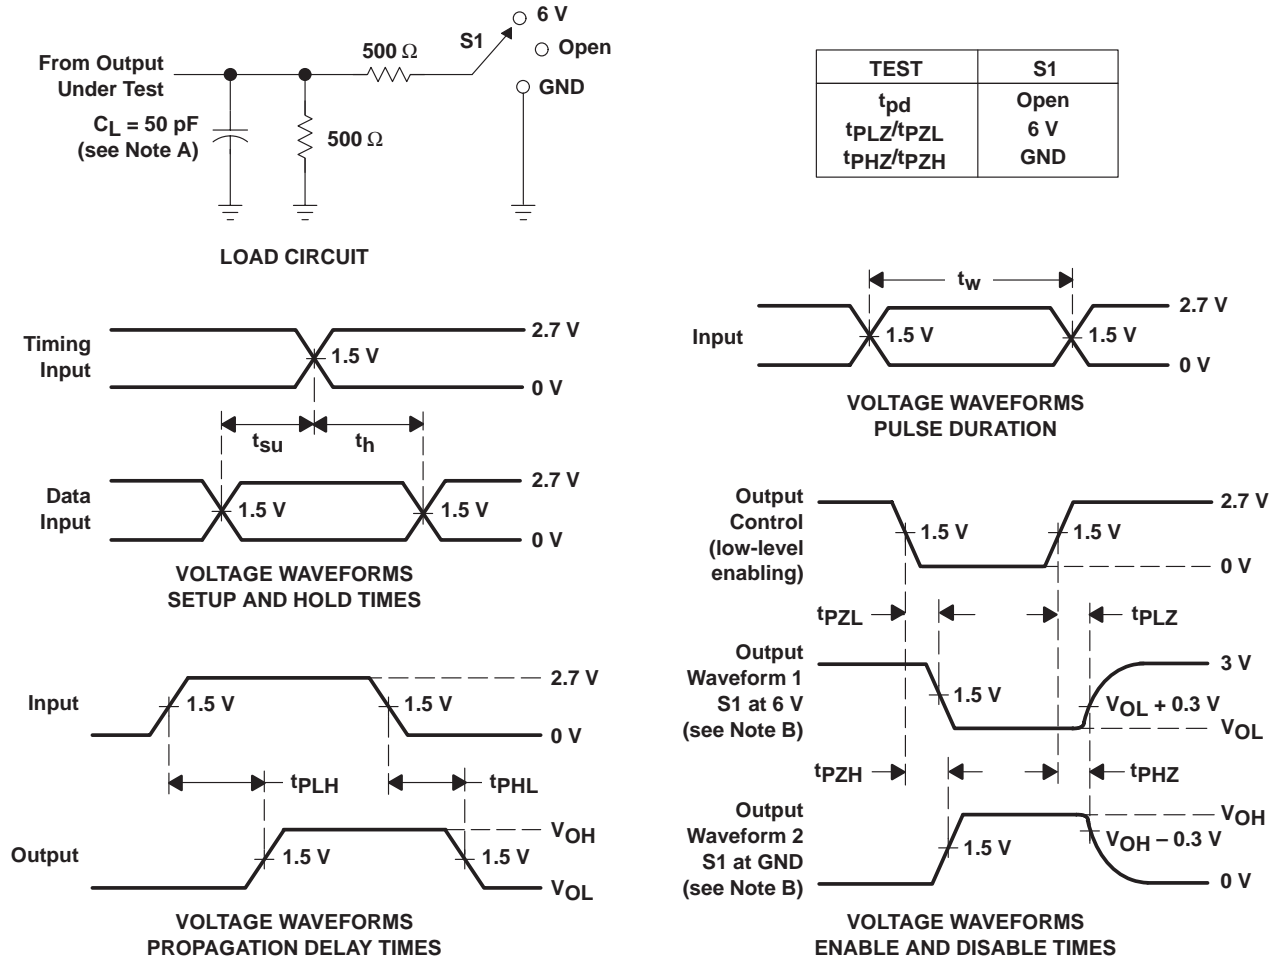 From Output
Under Test
C_L = 50 pF
(see Note A)
500 Ω
500 Ω
S1
6 V
Open
GND
LOAD CIRCUIT
TEST S1
tpd Open
tPLZ/tPZL 6 V
tPHZ/tPZH GND
tw
Input
1.5 V
1.5 V
2.7 V
0 V
VOLTAGE WAVEFORMS
PULSE DURATION
Timing
Input
1.5 V
2.7 V
0 V
tsu
th
Data
Input
1.5 V
1.5 V
2.7 V
0 V
VOLTAGE WAVEFORMS
SETUP AND HOLD TIMES
Input
1.5 V
1.5 V
2.7 V
0 V
tPLH
tPHL
Output
1.5 V
1.5 V
VOH
VOL
VOLTAGE WAVEFORMS
PROPAGATION DELAY TIMES
Output
Control
(low-level
enabling)
1.5 V
1.5 V
2.7 V
0 V
tPZL
tPLZ
Output
Waveform 1
S1 at 6 V
(see Note B)
1.5 V
3 V
VOL + 0.3 V
VOL
tPZH
tPHZ
Output
Waveform 2
S1 at GND
(see Note B)
1.5 V
VOH
VOH – 0.3 V
0 V
VOLTAGE WAVEFORMS
ENABLE AND DISABLE TIMES